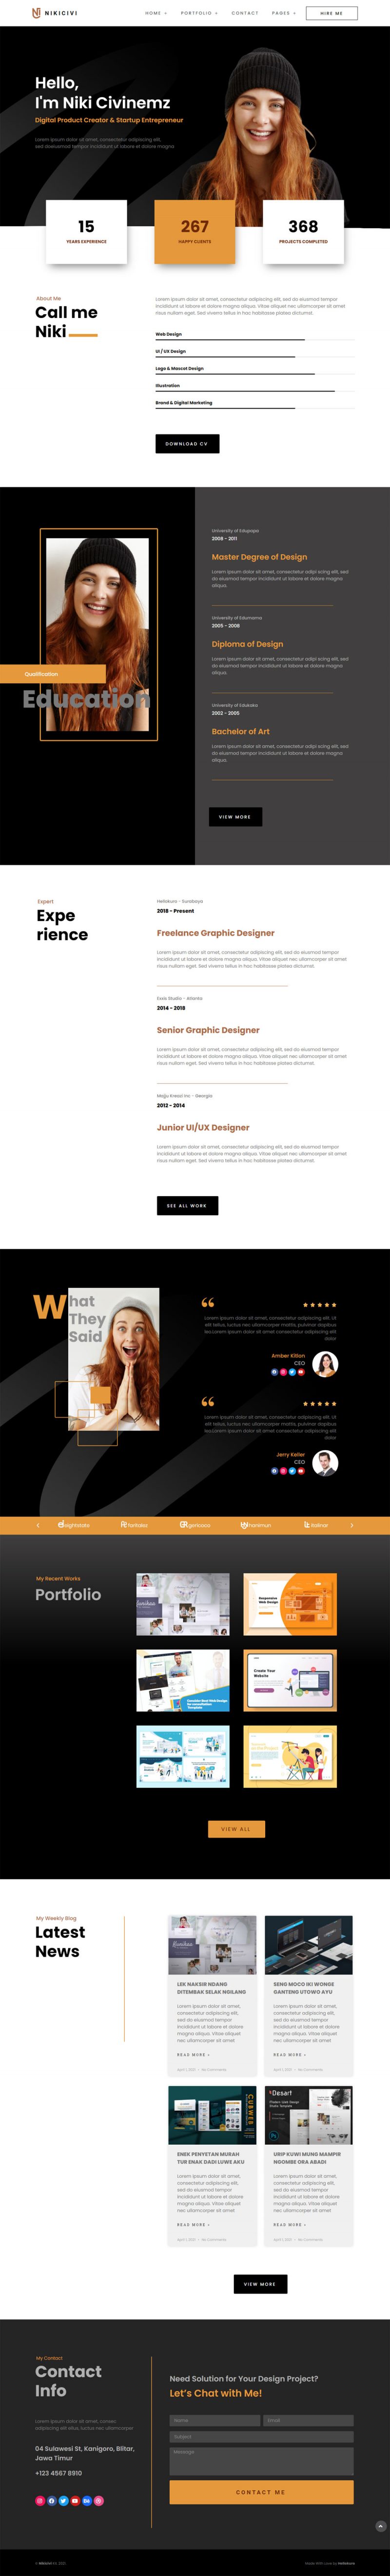 NIKICIVI
HOME
PORTFOLIO
CONTACT
PAGES
HIRE ME
Hello,
I'm Niki Civinemz
Digital Product Creator & Startup Entrepreneur
Lorem ipsum dolor sit amet, consectetur adipiscing elit,
sed doeiusmod tempor incididunt ut labore et dolore magna
15
YEARS EXPERIENCE
267
HAPPY CLIENTS
368
PROJECTS COMPLETED
About Me
Call me
Niki
Lorem ipsum dolor sit amet, consectetur adipiscing elit, sed do eiusmod tempor
incididunt ut labore et dolore magna aliqua. Vitae aliquet nec ullamcorper sit amet
risus nullam eget. Sed viverra tellus in hac habitasse platea dictumst.
Web Design
UI / UX Design
Logo & Mascot Design
Illustration
Brand & Digital Marketing
DOWNLOAD CV
Qualification
Education
University of Edupapa
2008 - 2011
Master Degree of Design
Lorem ipsum dolor sit amet, consectetur adipi scing elit, sed
do eiusmod tempor incididunt ut labore et dolore magna
aliqua.
University of Edumama
2005 - 2008
Diploma of Design
Lorem ipsum dolor sit amet, consectetur adipiscing elit, sed
do eiusmod tempor incididunt ut labore et dolore magna
aliqua.
2002 - 2005
Bachelor of Art
Lorem ipsum dolor sit amet, consectetur adipiscing elit, sed
do eiusmod tempor incididunt ut labore et dolore magna
aliqua.
VIEW MORE
Expert
Expe
rience
Hellokuro - Surabaya
2018 - Present
Freelance Graphic Designer
Lorem ipsum dolor sit amet, consectetur adipiscing elit, sed do eiusmod tempor
incididunt ut labore et dolore magna aliqua. Vitae aliquet nec ullamcorper sit amet
risus nullam eget. Sed viverra tellus in hac habitasse platea dictumst.
Exxis Studio - Atlanta
2014 - 2018
Senior Graphic Designer
Lorem ipsum dolor sit amet, consectetur adipiscing elit, sed do eiusmod tempor
incididunt ut labore et dolore magna aliqua. Vitae aliquet nec ullamcorper sit amet
risus nullam eget. Sed viverra tellus in hac habitasse platea dictumst.
2012 - 2014
Junior UI/UX Designer
Lorem ipsum dolor sit amet, consectetur adipiscing elit, sed do eiusmod tempor
incididunt ut labore et dolore magna aliqua. Vitae aliquet nec ullamcorper sit amet
risus nullam eget. Sed viverra tellus in hac habitasse platea dictumst.
SEE ALL WORK
What
They
Said
Lorem ipsum dolor sit amet, consectetur adipiscing elit. Ut
elit tellus, luctus nec ullamcorper mattis, pulvinar dapibus
leo.Lorem ipsum dolor sit amet, consectetur adipiscing elit
dolor
Amber Kition
CEO
Lorem ipsum dolor sit amet, consectetur adipiscing elit. Ut
elit tellus, luctus nec ullamcorper mattis, pulvinar dapibus
leo.Lorem ipsum dolor sit amet, consectetur adipiscing elit
dolor
Jerry Keller
CEO
My Recent Works
Portfolio
Responsive
Web Design
Create Your
Website
VIEW ALL
My Weekly Blog
Latest
News
LEK NAKSIR NDANG
DITEMBAK SELAK NGILANG
Lorem ipsum dolor sit amet,
consectetur adipiscing elit,
sed do eiusmod tempor
incididunt ut labore et dolore
magna aliqua. Vitae aliquet
nec ullamcorper sit amet
READ MORE »
No Comments
SENG MOCO IKI WONGE
GANTENG UTOWO AYU
Lorem ipsum dolor sit amet,
consectetur adipiscing elit,
sed do eiusmod tempor
incididunt ut labore et dolore
magna aliqua. Vitae aliquet
nec ullamcorper sit amet
READ MORE »
No Comments
ENEK PENYETAN MURAH
TUR ENAK DADI LUWE AKU
Lorem ipsum dolor sit amet,
consectetur adipiscing elit,
sed do eiusmod tempor
incididunt ut labore et dolore
magna aliqua. Vitae aliquet
nec ullamcorper sit amet
READ MORE »
No Comments
Desart
URIP KUWI MUNG MAMPIR
NGOMBE ORA ABADI
Lorem ipsum dolor sit amet,
consectetur adipiscing elit,
sed do eiusmod tempor
incididunt ut labore et dolore
magna aliqua. Vitae aliquet
nec ullamcorper sit amet
READ MORE »
No Comments
VIEW MORE
My Contact
Contact
Info
Lorem ipsum dolor sit amet, consec
adipiscing elit elius, luctus nec ullamcorper
04 Sulawesi St, Kanigoro, Blitar,
Jawa Timur
+123 4567 8910
Need Solution for Your Design Project?
Let's Chat with Me!
Name
Email
Subject
Message
CONTACT ME
Made With Love by Hellokuro